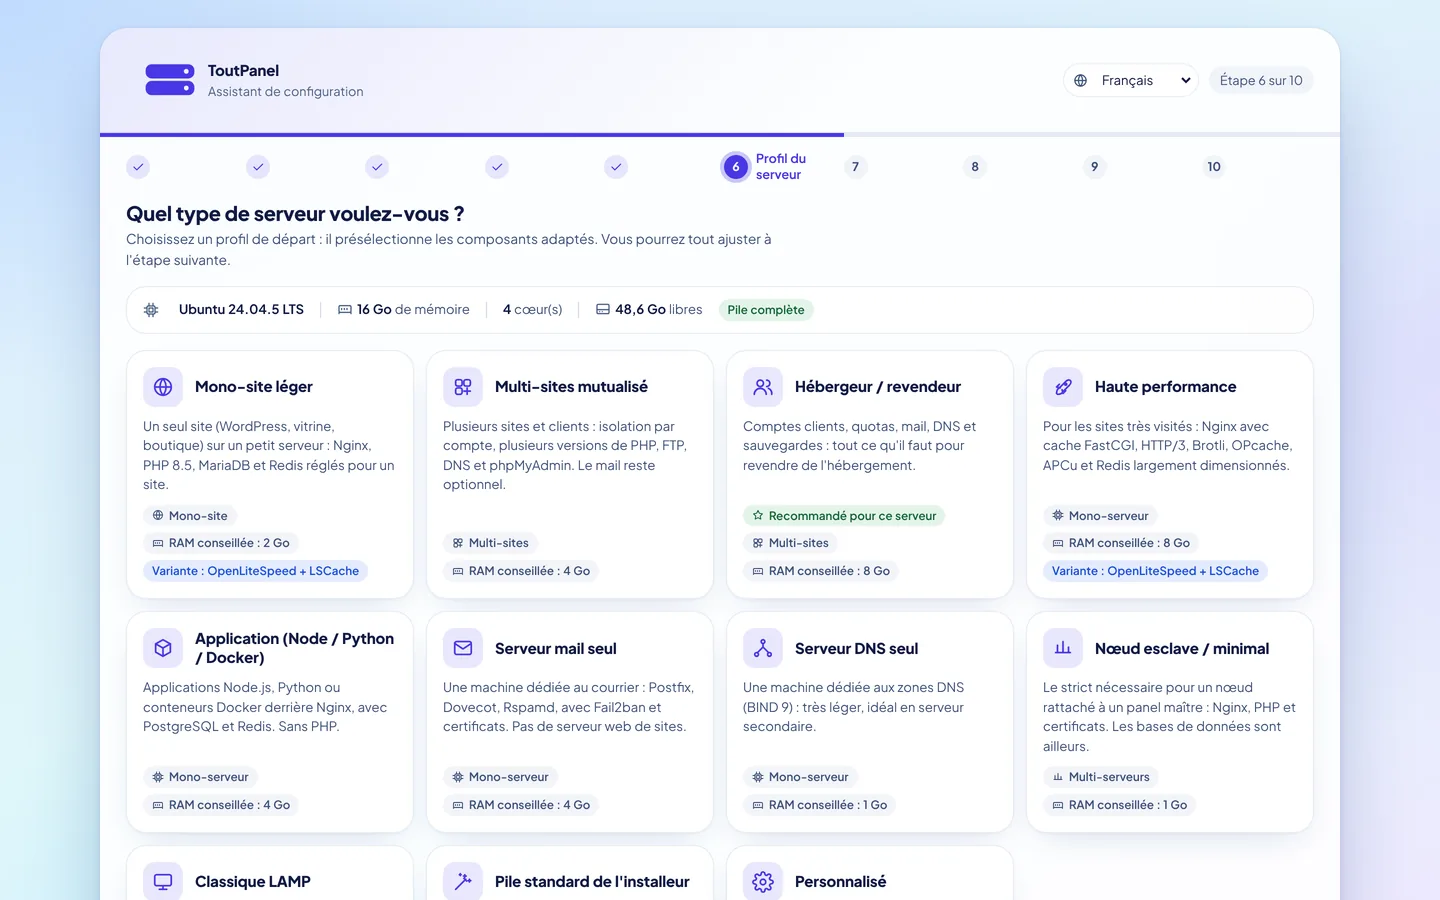 ToutPanel
Assistant de configuration
Français
Étape 6 sur 10
6
Profil du
serveur
7
8
9
10
Quel type de serveur voulez-vous ?
Choisissez un profil de départ : il présélectionne les composants adaptés. Vous pourrez tout ajuster à
l'étape suivante.
Ubuntu 24.04.5 LTS
16 Go de mémoire
4 cœur(s)
48,6 Go libres
Pile complète
Mono-site léger
Un seul site (WordPress, vitrine,
boutique) sur un petit serveur : Nginx,
PHP 8.5, MariaDB et Redis réglés pour un
site.
Mono-site
RAM conseillée : 2 Go
Variante : OpenLiteSpeed + LSCache
Multi-sites mutualisé
Plusieurs sites et clients : isolation par
compte, plusieurs versions de PHP, FTP,
DNS et phpMyAdmin. Le mail reste
optionnel.
Multi-sites
RAM conseillée : 4 Go
Hébergeur / revendeur
Comptes clients, quotas, mail, DNS et
sauvegardes : tout ce qu'il faut pour
revendre de l'hébergement.
Recommandé pour ce serveur
Multi-sites
RAM conseillée : 8 Go
Haute performance
Pour les sites très visités : Nginx avec
cache FastCGI, HTTP/3, Brotli, OPcache,
APCu et Redis largement dimensionnés.
Mono-serveur
RAM conseillée : 8 Go
Variante : OpenLiteSpeed + LSCache
Application (Node / Python
/ Docker)
Applications Node.js, Python ou
conteneurs Docker derrière Nginx, avec
PostgreSQL et Redis. Sans PHP.
Mono-serveur
RAM conseillée : 4 Go
Serveur mail seul
Une machine dédiée au courrier : Postfix,
Dovecot, Rspamd, avec Fail2ban et
certificats. Pas de serveur web de sites.
Mono-serveur
RAM conseillée : 4 Go
Serveur DNS seul
Une machine dédiée aux zones DNS
(BIND 9) : très léger, idéal en serveur
secondaire.
Mono-serveur
RAM conseillée : 1 Go
Nœud esclave / minimal
Le strict nécessaire pour un nœud
rattaché à un panel maître : Nginx, PHP et
certificats. Les bases de données sont
ailleurs.
Multi-serveurs
RAM conseillée : 1 Go
Classique LAMP
Pile standard de l'installeur
Personnalisé